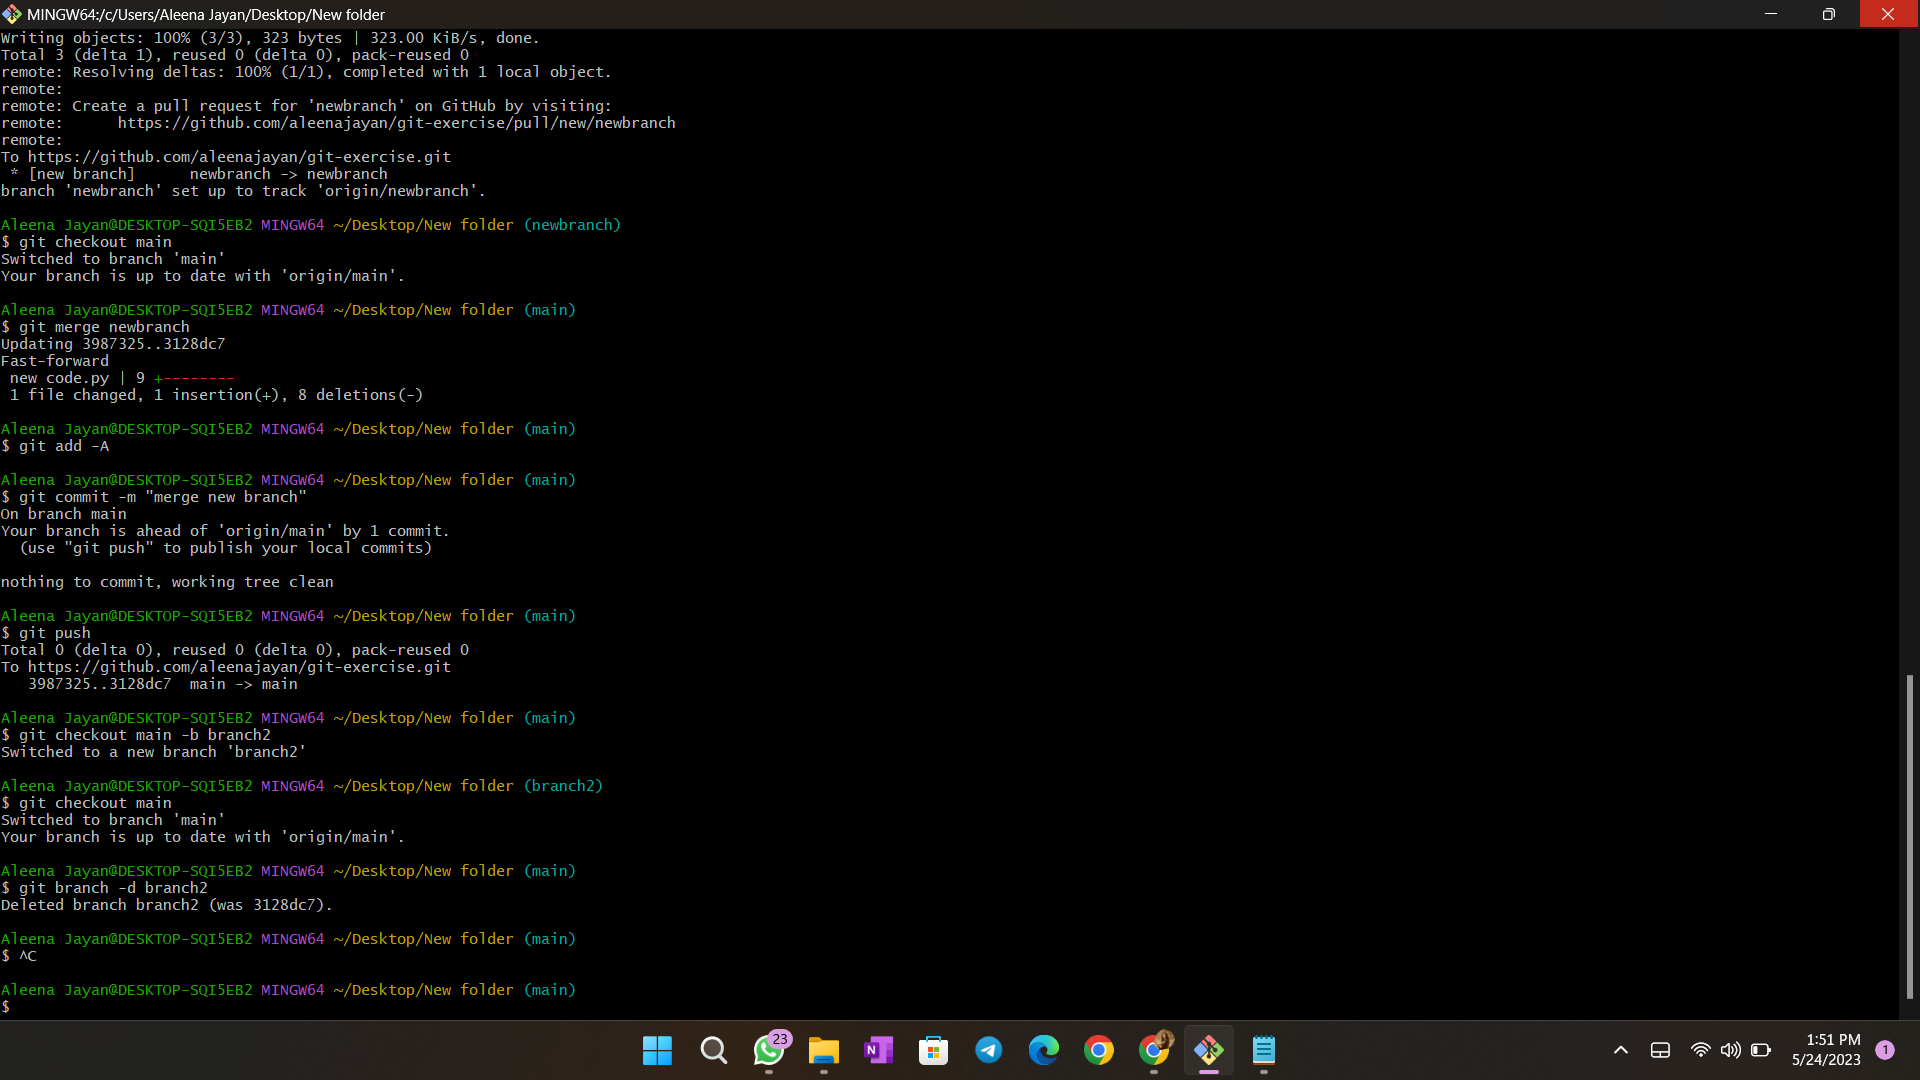 MINGW64:/c/Users/Aleena Jayan/Desktop/New folder
Writing objects: 100% (3/3), 323 bytes | 323.00 KiB/s, done.
Total 3 (delta 1), reused 0 (delta 0), pack-reused 0
remote: Resolving deltas: 100% (1/1), completed with 1 local object.
remote:
remote: Create a pull request for 'newbranch' on GitHub by visiting:
remote:      https://github.com/aleenajayan/git-exercise/pull/new/newbranch
remote:
To https://github.com/aleenajayan/git-exercise.git
 * [new branch]      newbranch -> newbranch
branch 'newbranch' set up to track 'origin/newbranch'.
Aleena Jayan@DESKTOP-SQI5EB2 MINGW64 ~/Desktop/New folder (newbranch)
$ git checkout main
Switched to branch 'main'
Your branch is up to date with 'origin/main'.
Aleena Jayan@DESKTOP-SQI5EB2 MINGW64 ~/Desktop/New folder (main)
$ git merge newbranch
Updating 3987325..3128dc7
Fast-forward
 new code.py | 9 +--------
 1 file changed, 1 insertion(+), 8 deletions(-)
Aleena Jayan@DESKTOP-SQI5EB2 MINGW64 ~/Desktop/New folder (main)
$ git add -A
Aleena Jayan@DESKTOP-SQI5EB2 MINGW64 ~/Desktop/New folder (main)
$ git commit -m "merge new branch"
On branch main
Your branch is ahead of 'origin/main' by 1 commit.
  (use "git push" to publish your local commits)
nothing to commit, working tree clean
Aleena Jayan@DESKTOP-SQI5EB2 MINGW64 ~/Desktop/New folder (main)
$ git push
Total 0 (delta 0), reused 0 (delta 0), pack-reused 0
To https://github.com/aleenajayan/git-exercise.git
   3987325..3128dc7  main -> main
Aleena Jayan@DESKTOP-SQI5EB2 MINGW64 ~/Desktop/New folder (main)
$ git checkout main -b branch2
Switched to a new branch 'branch2'
Aleena Jayan@DESKTOP-SQI5EB2 MINGW64 ~/Desktop/New folder (branch2)
$ git checkout main
Switched to branch 'main'
Your branch is up to date with 'origin/main'.
Aleena Jayan@DESKTOP-SQI5EB2 MINGW64 ~/Desktop/New folder (main)
$ git branch -d branch2
Deleted branch branch2 (was 3128dc7).
Aleena Jayan@DESKTOP-SQI5EB2 MINGW64 ~/Desktop/New folder (main)
$ ^C
Aleena Jayan@DESKTOP-SQI5EB2 MINGW64 ~/Desktop/New folder (main)
$
23
N
1:51 PM
5/24/2023
1